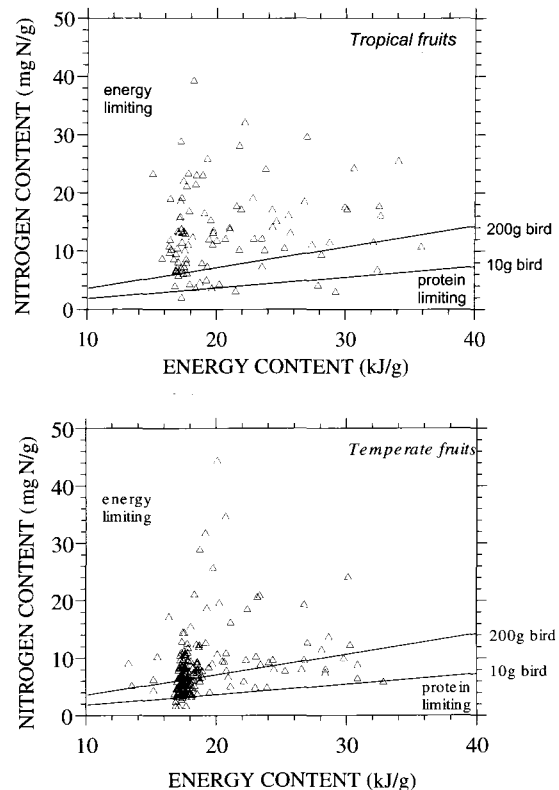 Tropical fruits
energy
limiting
NITROGEN CONTENT (mg N/g)
50
40
30
20
10
0
200g bird
10g bird
protein
limiting
10 20 30 40
ENERGY CONTENT (kJ/g)
Temperate fruits
energy
limiting
NITROGEN CONTENT (mg N/g)
50
40
30
20
10
0
200g bird
10g bird
protein
limiting
10 20 30 40
ENERGY CONTENT (kJ/g)